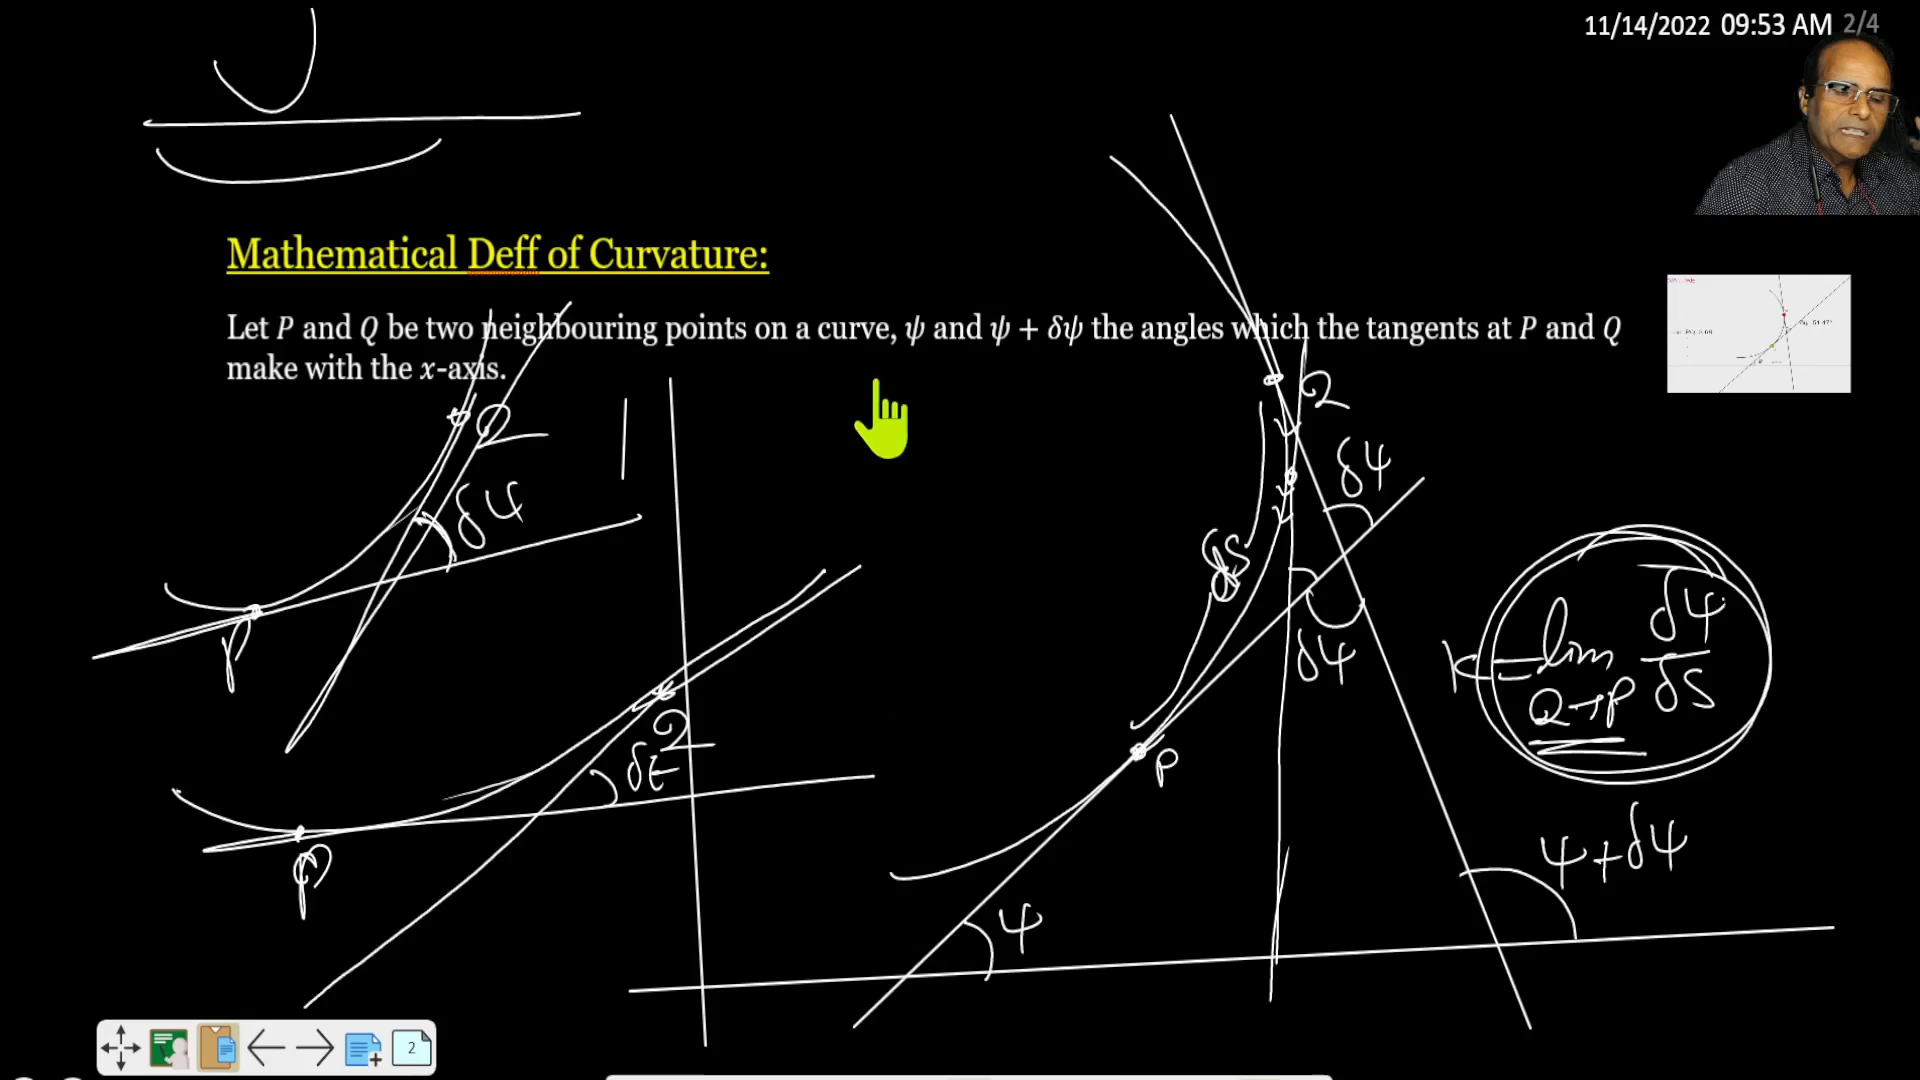 11/14/2022 09:53 AM 2/4
Mathematical Deff of Curvature:
Let P and Q be two neighbouring points on a curve, ψ and ψ + δψ the angles which the tangents at P and Q
make with the x-axis.
Q
δψ
P
Q
P
Q
δψ
δs
δψ
P
K = lim δψ
Q→P δs
ψ
ψ+δψ
2